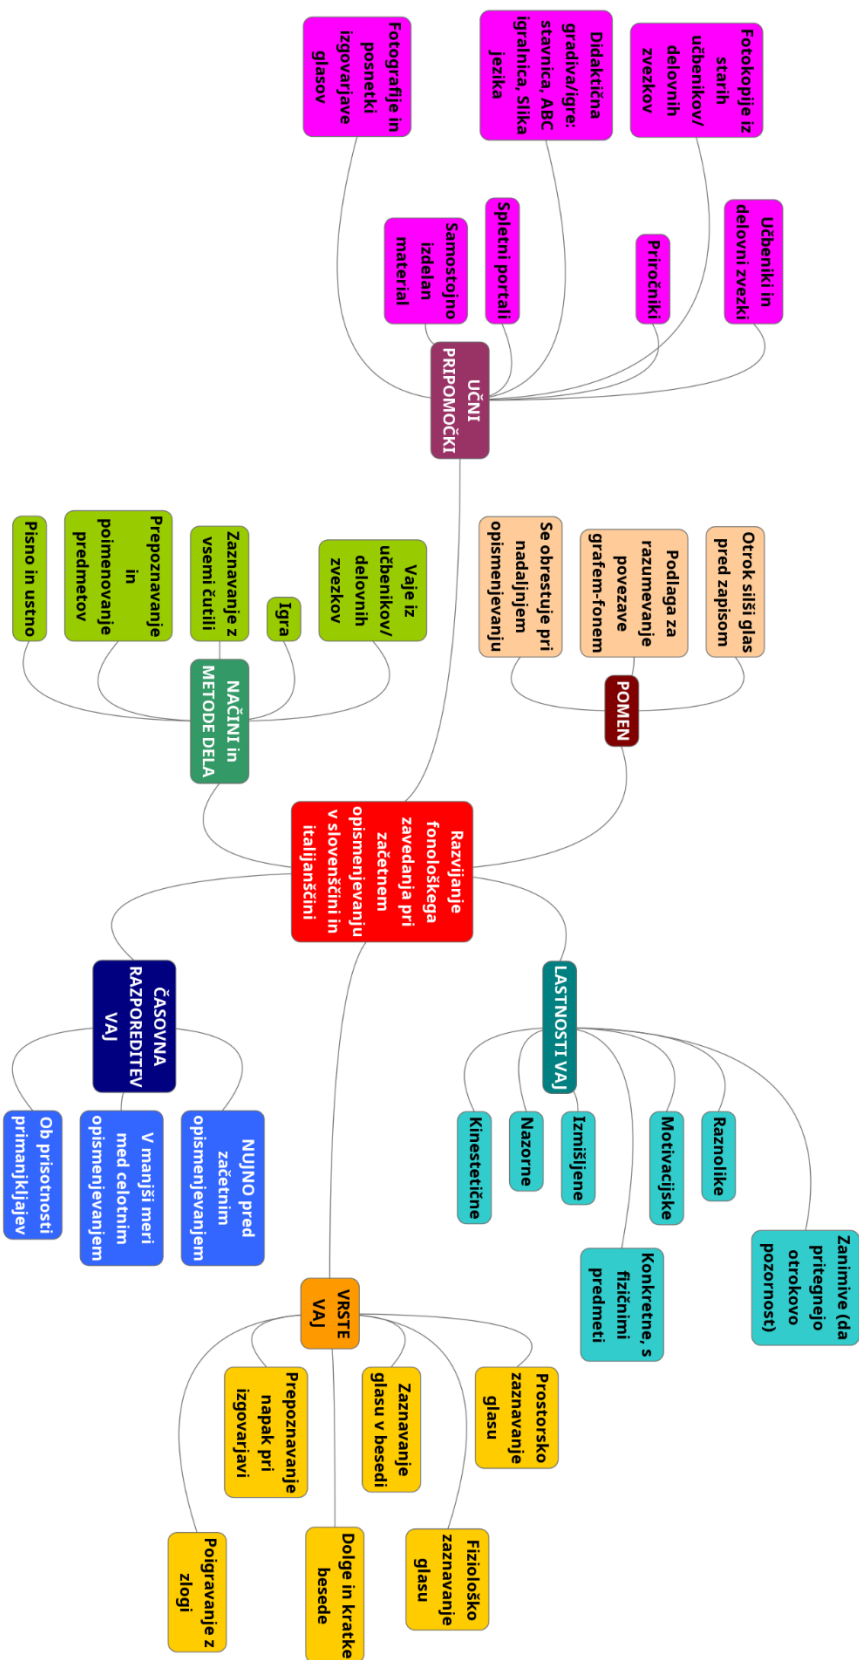 Fotografije in
posnetki
izgovarjave
glasov
Didaktična
gradiva/igre:
stavnica, ABC
igralnica, Slika
jezika
Fotokopije iz
starih
učbenikov/
delovnih
zvezkov
Samostojno
izdelan
material
Spletni portali
Priročniki
Učbeniki in
delovni zvezki
UČNI
PRIPOMOČKI
Pisno in ustno
Prepoznavanje
in
poimenovanje
predmetov
Zaznavanje z
vsemi čutili
Igra
Vaje iz
učbenikov/
delovnih
zvezkov
NAČINI in
METODE DELA
Se obrestuje pri
nadaljnjem
opismenjevanju
Podlaga za
razumevanje
povezave
grafem-fonem
Otrok sliši glas
pred zapisom
POMEN
Razvijanje
fonološkega
zavedanja pri
začetnem
opismenjevanju
v slovenščini in
italijanščini
ČASOVNA
RAZPOREDITEV
VAJ
Ob prisotnosti
primanjkljajev
V manjši meri
med celotnim
opismenjevanjem
NUJNO pred
začetnim
opismenjevanjem
LASTNOSTI VAJ
Kinestetične
Nazorne
Izmišljene
Konkretne, s
fizičnimi
predmeti
Motivacijske
Raznolike
Zanimive (da
pritegnejo
otrokovo
pozornost)
VRSTE
VAJ
Poigravanje z
zlogi
Prepoznavanje
napak pri
izgovarjavi
Dolge in kratke
besede
Zaznavanje
glasu v besedi
Fiziološko
zaznavanje
glasu
Prostorsko
zaznavanje
glasu